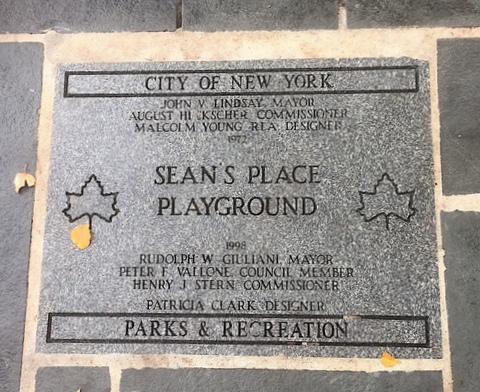 CITY OF NEW YORK
JOHN V. LINDSAY, MAYOR
AUGUST HECKSCHER COMMISSIONER
MALCOLM YOUNG RLA DESIGNER
1972
SEAN'S PLACE
PLAYGROUND
1998
RUDOLPH W. GIULIANI, MAYOR
PETER F. VALLONE, COUNCIL MEMBER
HENRY J. STERN COMMISSIONER
PATRICIA CLARK, DESIGNER
PARKS & RECREATION